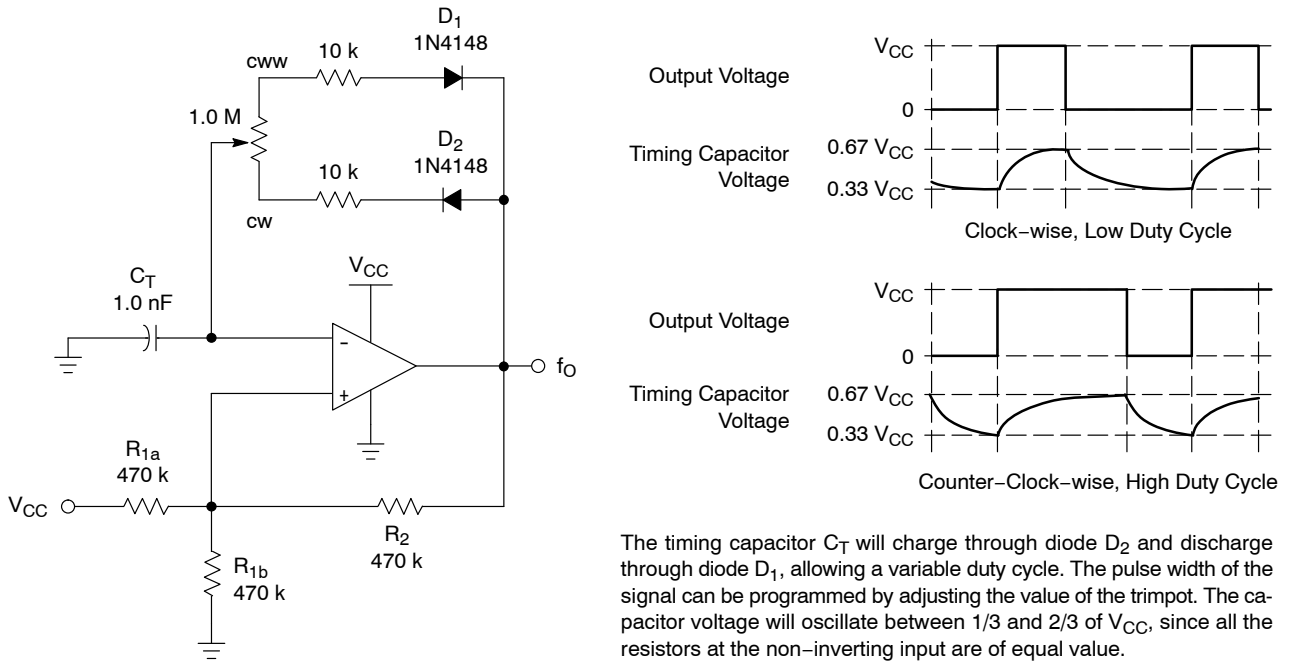 D1
1N4148
10 k
cww
1.0 M
D2
1N4148
10 k
cw
CT
1.0 nF
VCC
-
+
fO
R1a
470 k
VCC
R2
470 k
R1b
470 k
Output Voltage
VCC
0
Timing Capacitor
Voltage
0.67 VCC
0.33 VCC
Clock−wise, Low Duty Cycle
Output Voltage
VCC
0
Timing Capacitor
Voltage
0.67 VCC
0.33 VCC
Counter−Clock−wise, High Duty Cycle
The timing capacitor CT will charge through diode D2 and discharge
through diode D1, allowing a variable duty cycle. The pulse width of the
signal can be programmed by adjusting the value of the trimpot. The ca-
pacitor voltage will oscillate between 1/3 and 2/3 of VCC, since all the
resistors at the non−inverting input are of equal value.